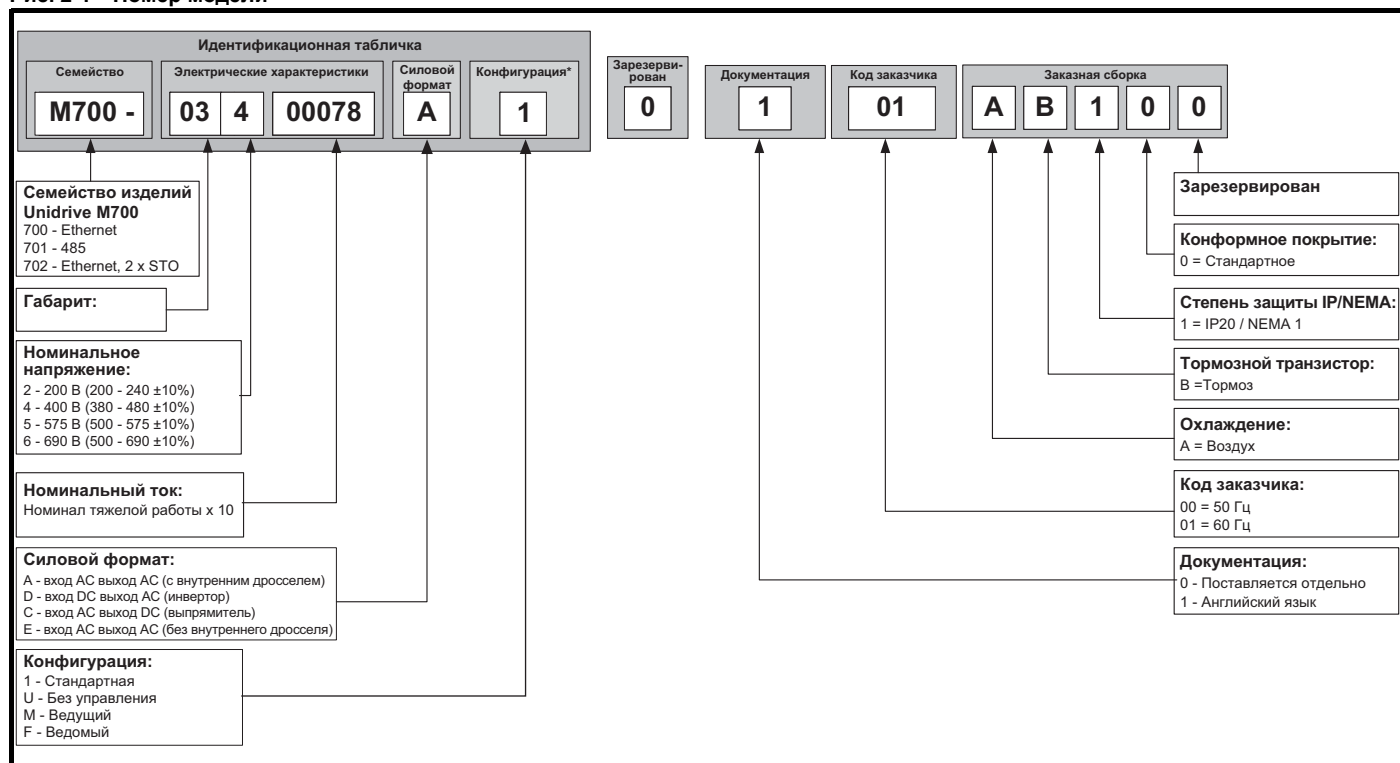 Идентификационная табличка
Семейство
Электрические характеристики
Силовой
формат
Конфигурация*
Зарезерви-
рован
Документация
Код заказчика
Заказная сборка
M700 -
03
4
00078
A
1
0
1
01
A
B
1
0
0
Семейство изделий
Unidrive M700
700 - Ethernet
701 - 485
702 - Ethernet, 2 x STO
Габарит:
Номинальное
напряжение:
2 - 200 В (200 - 240 ±10%)
4 - 400 В (380 - 480 ±10%)
5 - 575 В (500 - 575 ±10%)
6 - 690 В (500 - 690 ±10%)
Номинальный ток:
Номинал тяжелой работы x 10
Силовой формат:
A - вход AC выход AC (с внутренним дросселем)
D - вход DC выход AC (инвертор)
C - вход AC выход DC (выпрямитель)
E - вход AC выход AC (без внутреннего дросселя)
Конфигурация:
1 - Стандартная
U - Без управления
M - Ведущий
F - Ведомый
Зарезервирован
Конформное покрытие:
0 = Стандартное
Степень защиты IP/NEMA:
1 = IP20 / NEMA 1
Тормозной транзистор:
B =Тормоз
Охлаждение:
A = Воздух
Код заказчика:
00 = 50 Гц
01 = 60 Гц
Документация:
0 - Поставляется отдельно
1 - Английский язык